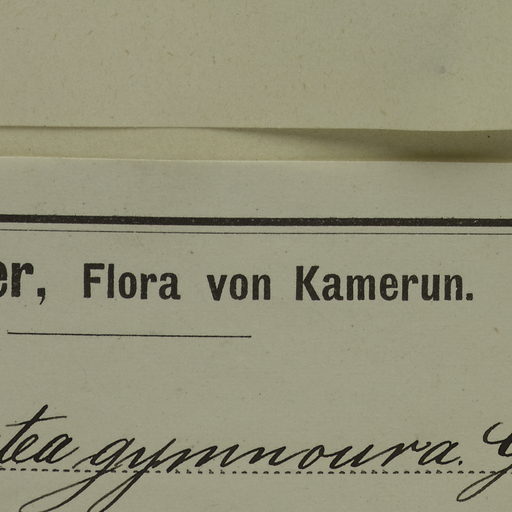 er, Flora von Kamerun.
tea gymnoura. G